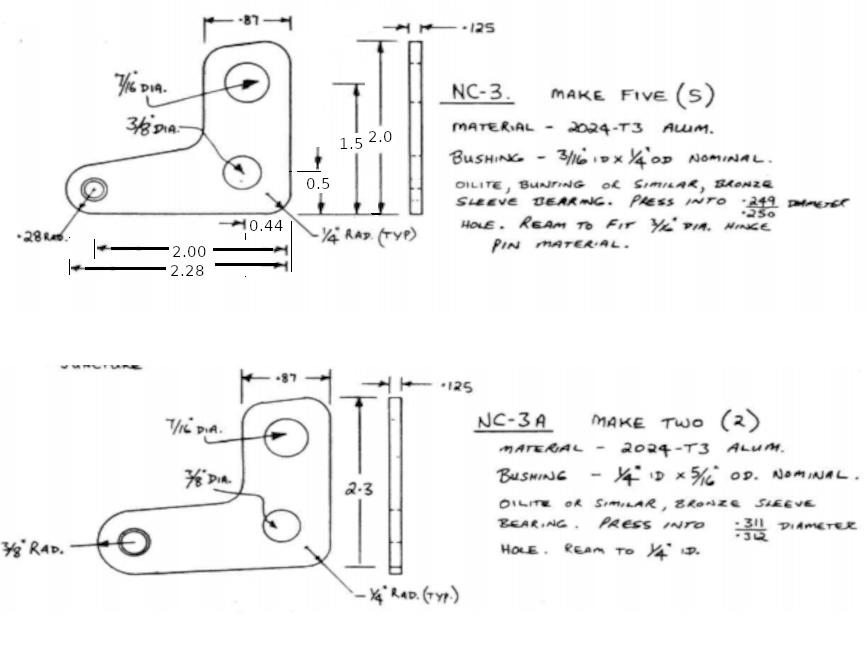 .87
.125
7/16" DIA.
3/8" DIA.
1.5
2.0
0.5
0.44
.28 RAD.
1/4" RAD. (TYP)
2.00
2.28
NC-3. MAKE FIVE (5)
MATERIAL - 2024-T3 ALUM.
BUSHING - 3/16" ID X 1/4" OD NOMINAL.
OILITE, BUNTING OR SIMILAR, BRONZE
SLEEVE BEARING. PRESS INTO .249/.250 DIAMETER
HOLE. REAM TO FIT 3/16" DIA. HINGE
PIN MATERIAL.
JUNCTURE
.87
.125
7/16" DIA.
3/8" DIA.
2.3
3/8" RAD.
1/4" RAD. (TYP.)
NC-3A MAKE TWO (2)
MATERIAL - 2024-T3 ALUM.
BUSHING - 1/4" ID X 5/16" OD. NOMINAL.
OILITE OR SIMILAR, BRONZE SLEEVE
BEARING. PRESS INTO .311/.312 DIAMETER
HOLE. REAM TO 1/4" ID.